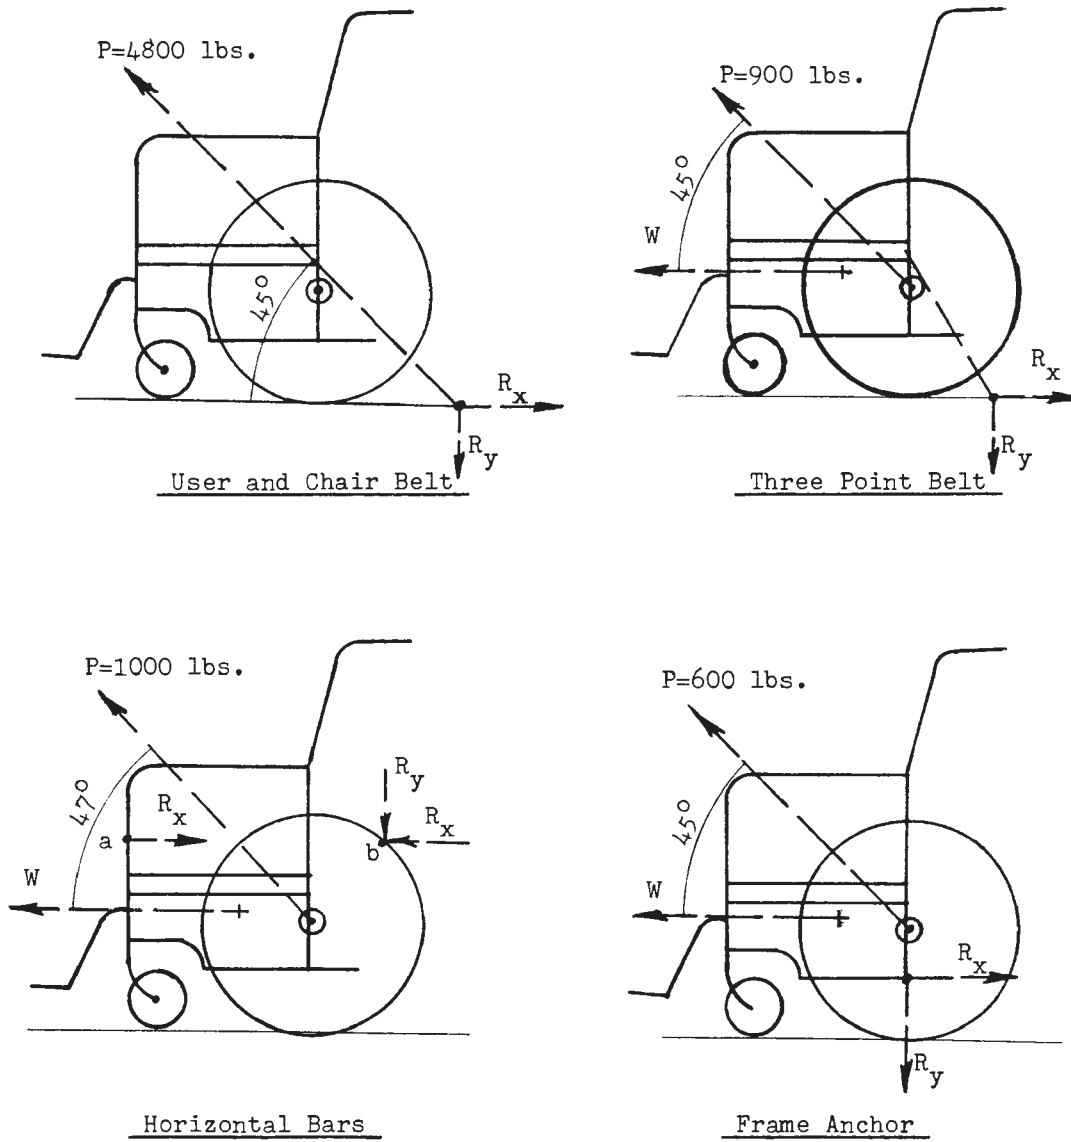 P=4800 lbs.
45°
R_x
R_y
User and Chair Belt
P=900 lbs.
45°
W
R_x
R_y
Three Point Belt
P=1000 lbs.
47°
a
R_x
R_y
R_x
b
W
Horizontal Bars
P=600 lbs.
45°
W
R_x
R_y
Frame Anchor